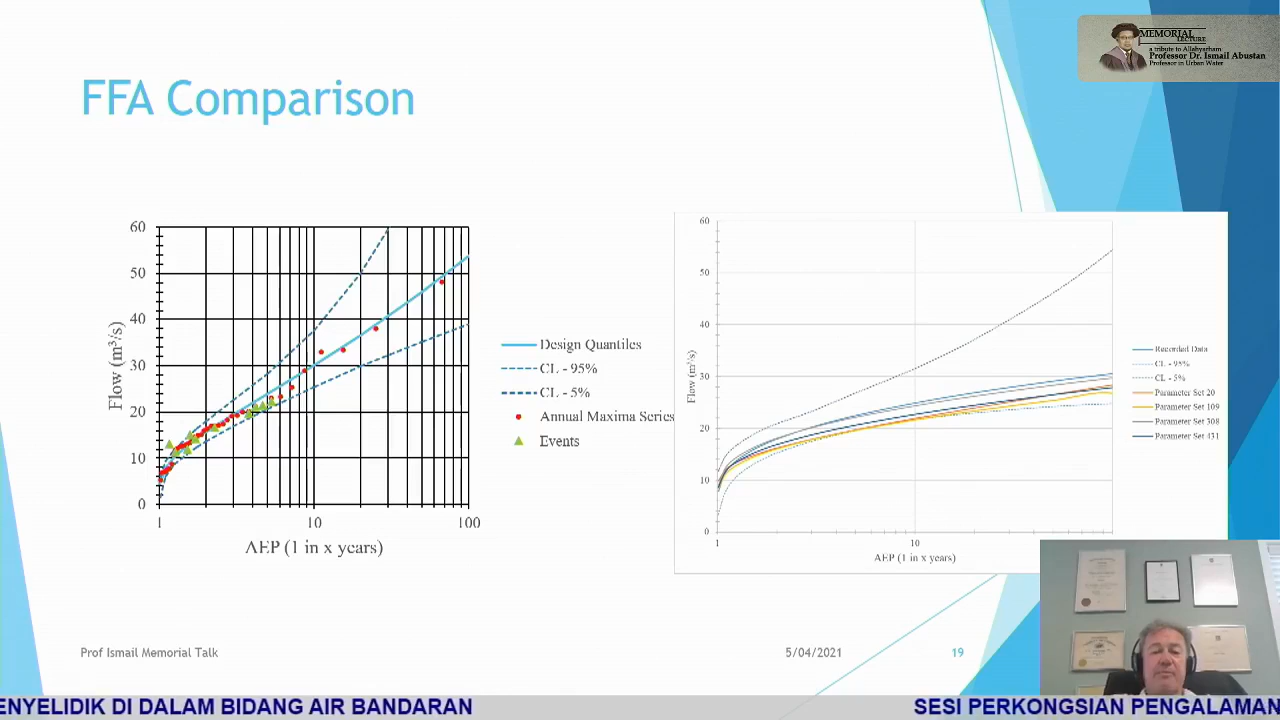 MEMORIAL
LECTURE
a tribute to Allahyarham
Professor Dr. Ismail Abustan
Professor in Urban Water
FFA Comparison
60
50
40
30
20
10
0
1
10
100
Flow (m³/s)
AEP (1 in x years)
Design Quantiles
CL - 95%
CL - 5%
Annual Maxima Series
Events
60
50
40
30
20
10
0
1
10
Flow (m³/s)
AEP (1 in x years)
Recorded Data
CL - 95%
CL - 5%
Parameter Set 20
Parameter Set 109
Parameter Set 308
Parameter Set 431
Prof Ismail Memorial Talk
5/04/2021
19
ENYELIDIK DI DALAM BIDANG AIR BANDARAN
SESI PERKONGSIAN PENGALAMAN